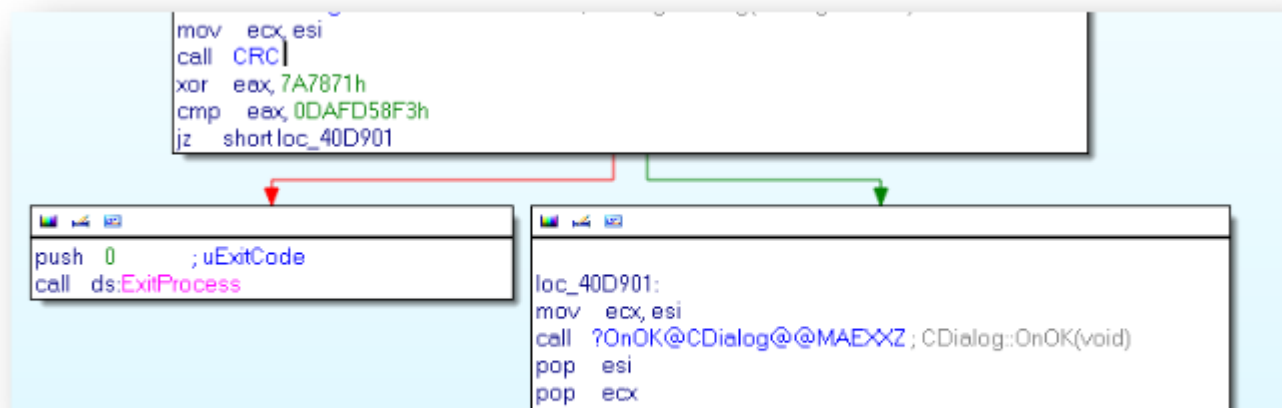 mov ecx, esi
call CRC
xor eax, 7A7871h
cmp eax, 0DAFD58F3h
jz short loc_40D901
push 0 ; uExitCode
call ds:ExitProcess
loc_40D901:
mov ecx, esi
call ?OnOK@CDialog@@MAEXXZ ; CDialog::OnOK(void)
pop esi
pop ecx